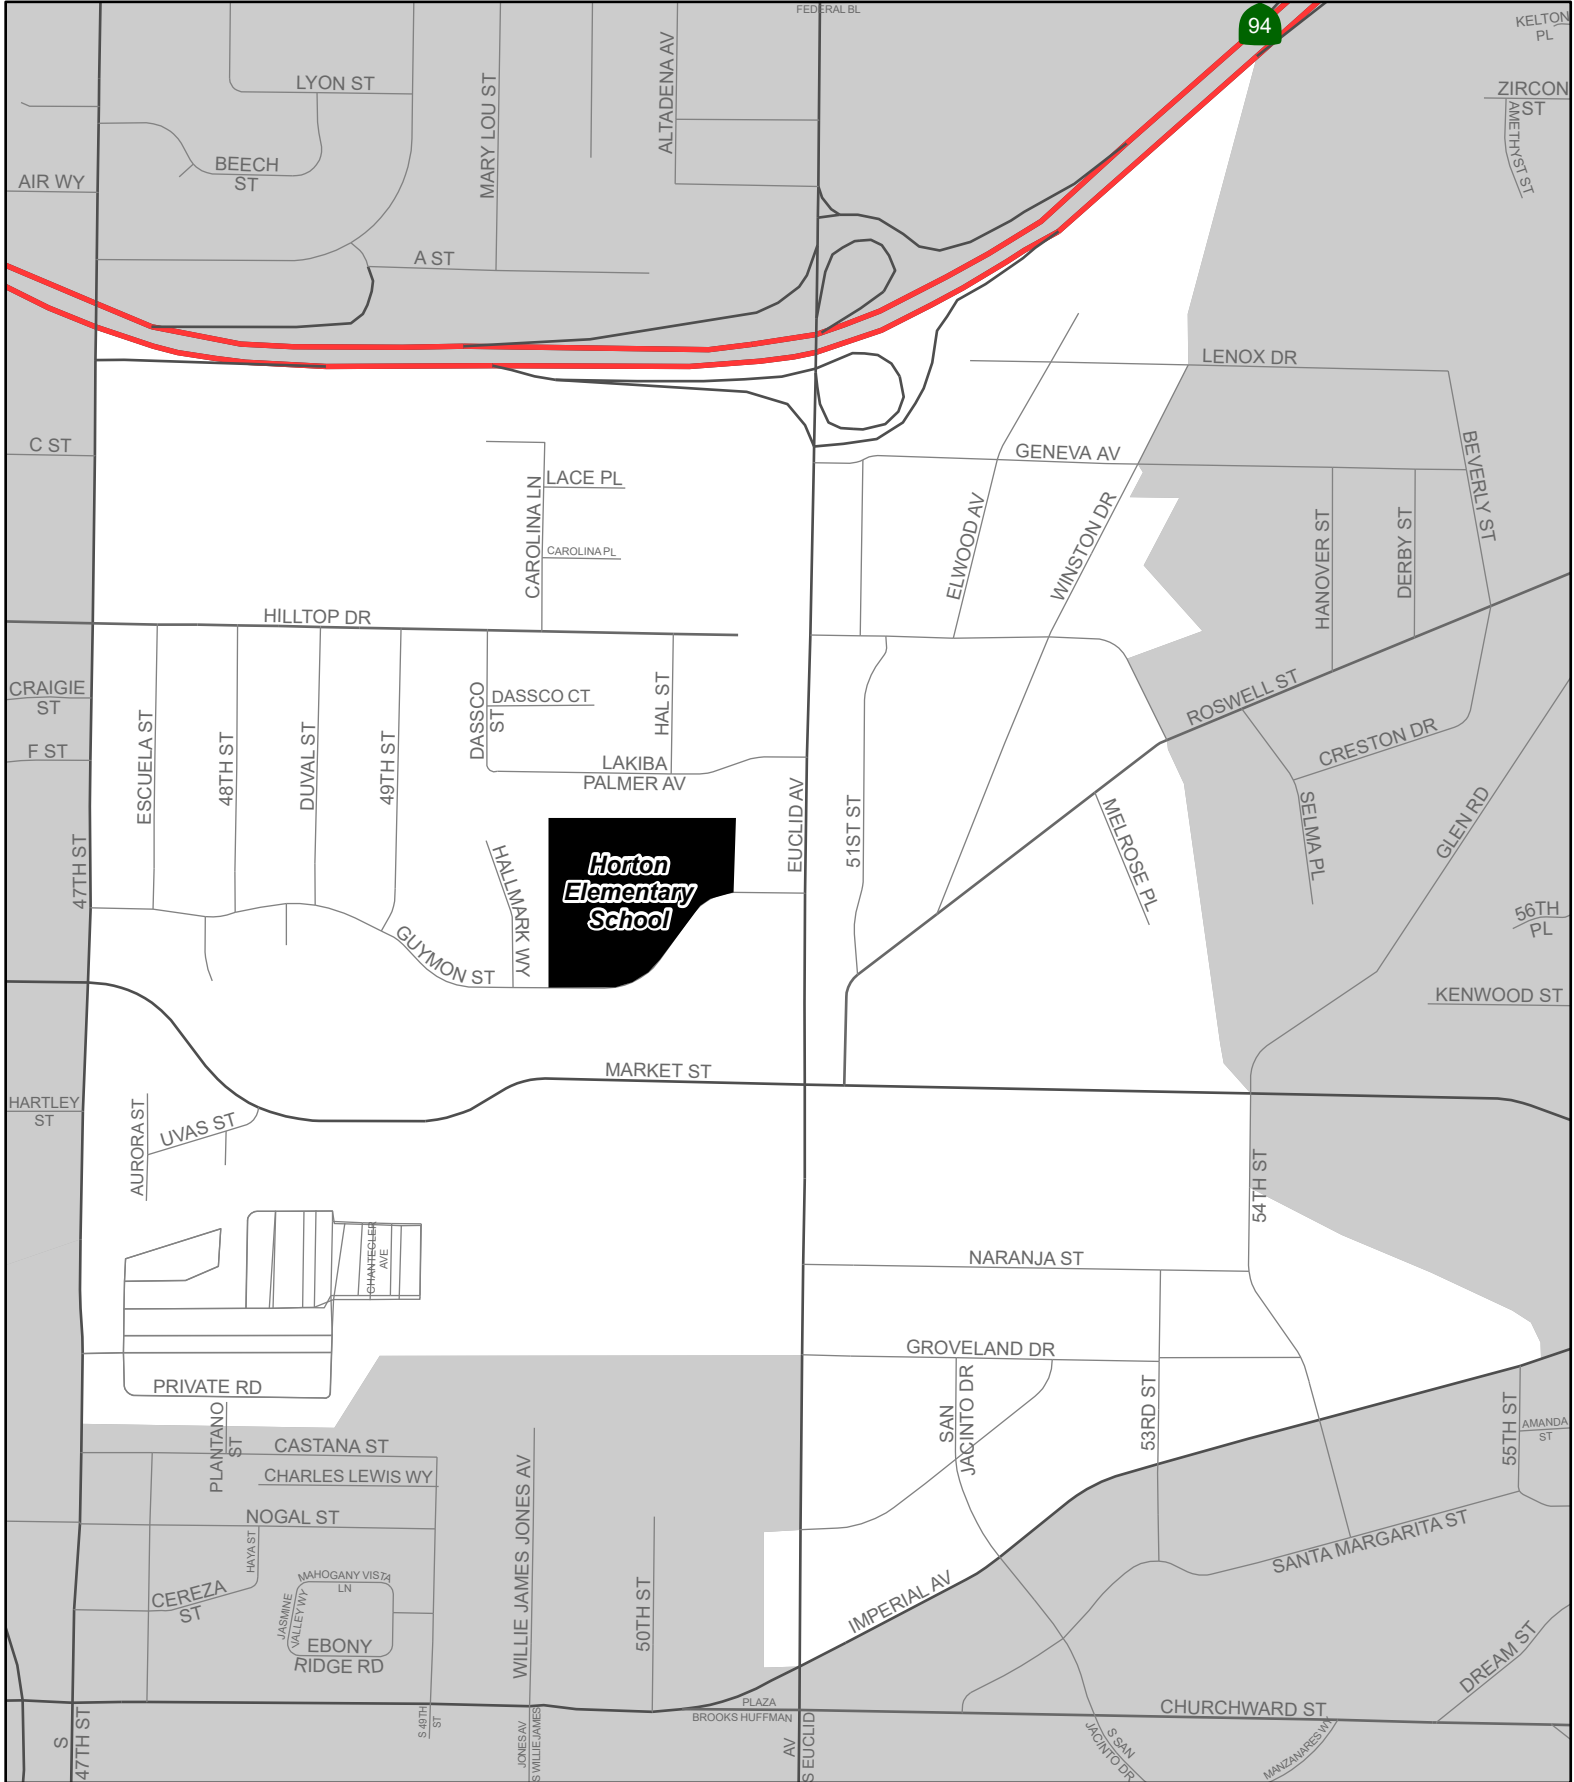 FEDERAL BL
94
KELTON
PL
LYON ST
MARY LOU ST
ALTADENA AV
ZIRCON
ST
AMETHYST ST
BEECH
ST
AIR WY
A ST
LENOX DR
C ST
GENEVA AV
BEVERLY ST
LACE PL
CAROLINA LN
CAROLINA PL
ELWOOD AV
WINSTON DR
HANOVER ST
DERBY ST
HILLTOP DR
CRAIGIE
ST
F ST
ESCUELA ST
48TH ST
DUVAL ST
49TH ST
DASSCO
ST
DASSCO CT
HAL ST
LAKIBA
PALMER AV
EUCLID AV
51ST ST
ROSWELL ST
CRESTON DR
SELMA PL
GLEN RD
MELROSE PL
47TH ST
HALLMARK WY
Horton
Elementary
School
GUYMON ST
56TH
PL
KENWOOD ST
MARKET ST
HARTLEY
ST
AURORA ST
UVAS ST
54TH ST
CHANTECLER
AVE
NARANJA ST
GROVELAND DR
PRIVATE RD
SAN
JACINTO DR
53RD ST
55TH ST
AMANDA
ST
PLANTANO
ST
CASTANA ST
CHARLES LEWIS WY
NOGAL ST
HAYA ST
WILLIE JAMES JONES AV
SANTA MARGARITA ST
CEREZA
ST
MAHOGANY VISTA
LN
JASMINE
VALLEY WY
EBONY
RIDGE RD
50TH ST
IMPERIAL AV
DREAM ST
PLAZA
BROOKS HUFFMAN
CHURCHWARD ST
S
47TH ST
S 49TH
ST
JONES AV
S WILLIE JAMES
AV
S EUCLID
S SAN
JACINTO DR
MANZANARES WY